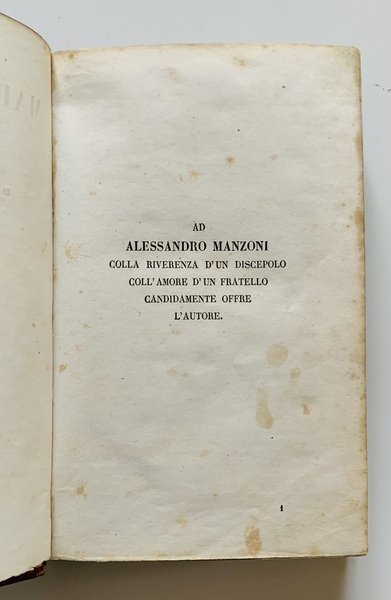 AD
ALESSANDRO MANZONI
COLLA RIVERENZA D'UN DISCEPOLO
COLL'AMORE D'UN FRATELLO
CANDIDAMENTE OFFRE
L'AUTORE.
1